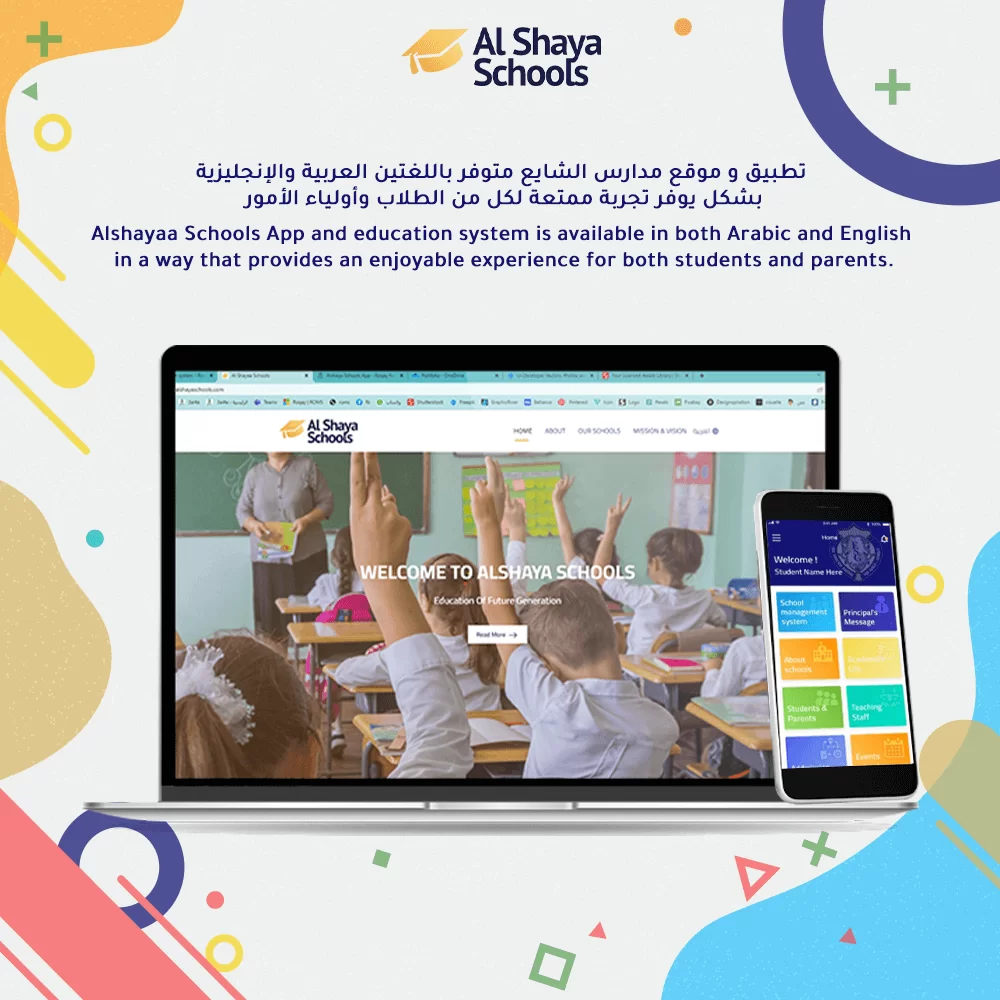 Al Shaya
Schools
تطبيق و موقع مدارس الشايع متوفر باللغتين العربية والإنجليزية
بشكل يوفر تجربة ممتعة لكل من الطلاب وأولياء الأمور
Alshayaa Schools App and education system is available in both Arabic and English
in a way that provides an enjoyable experience for both students and parents.
Al Shaya
Schools
HOME ABOUT OUR SCHOOLS MISSION & VISION العربية
WELCOME TO ALSHAYA SCHOOLS
Education Of Future Generation
Read More →
Home
Welcome !
Student Name Here
School
management
system
Principal's
Message
About
schools
Students &
Parents
Teaching
Staff
Events